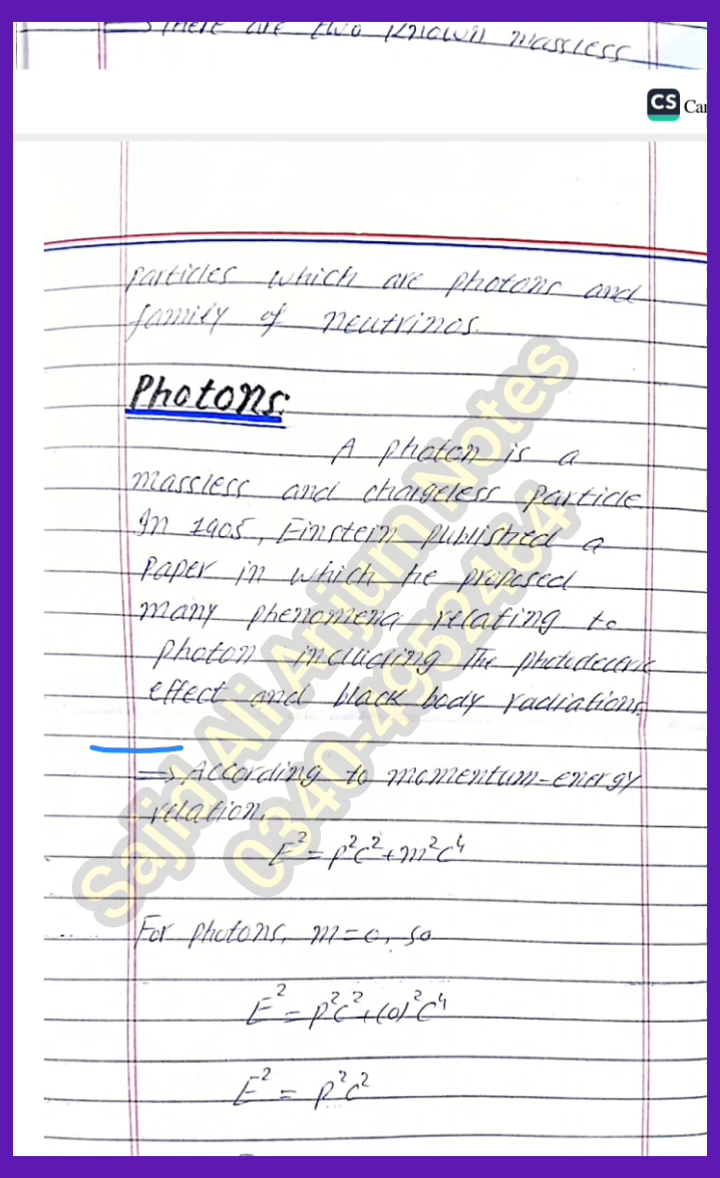 ⇒ There are two known massless
CS Ca
particles which are photons and
family of neutrinos.
Photons:
A photon is a
massless and chargeless particle.
In 1905, Einstein published a
paper in which he proposed
many phenomena relating to
photon including The photoelectric
effect and black body radiations.
⇒ According to momentum-energy
relation,
E² = p²c² + m²c⁴
For photons, m=0, so
E² = p²c² + (0)²c⁴
E² = p²c²
Sajid Ali Anjum Notes
0340-4952464